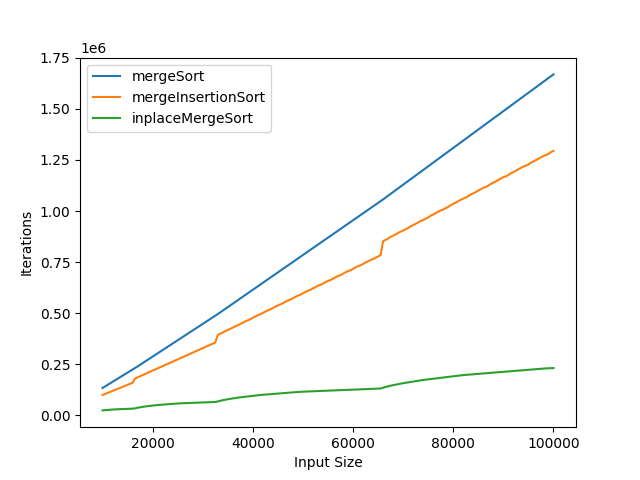 1e6
1.75
1.50
1.25
1.00
0.75
0.50
0.25
0.00
Iterations
mergeSort
mergeInsertionSort
inplaceMergeSort
20000 40000 60000 80000 100000
Input Size